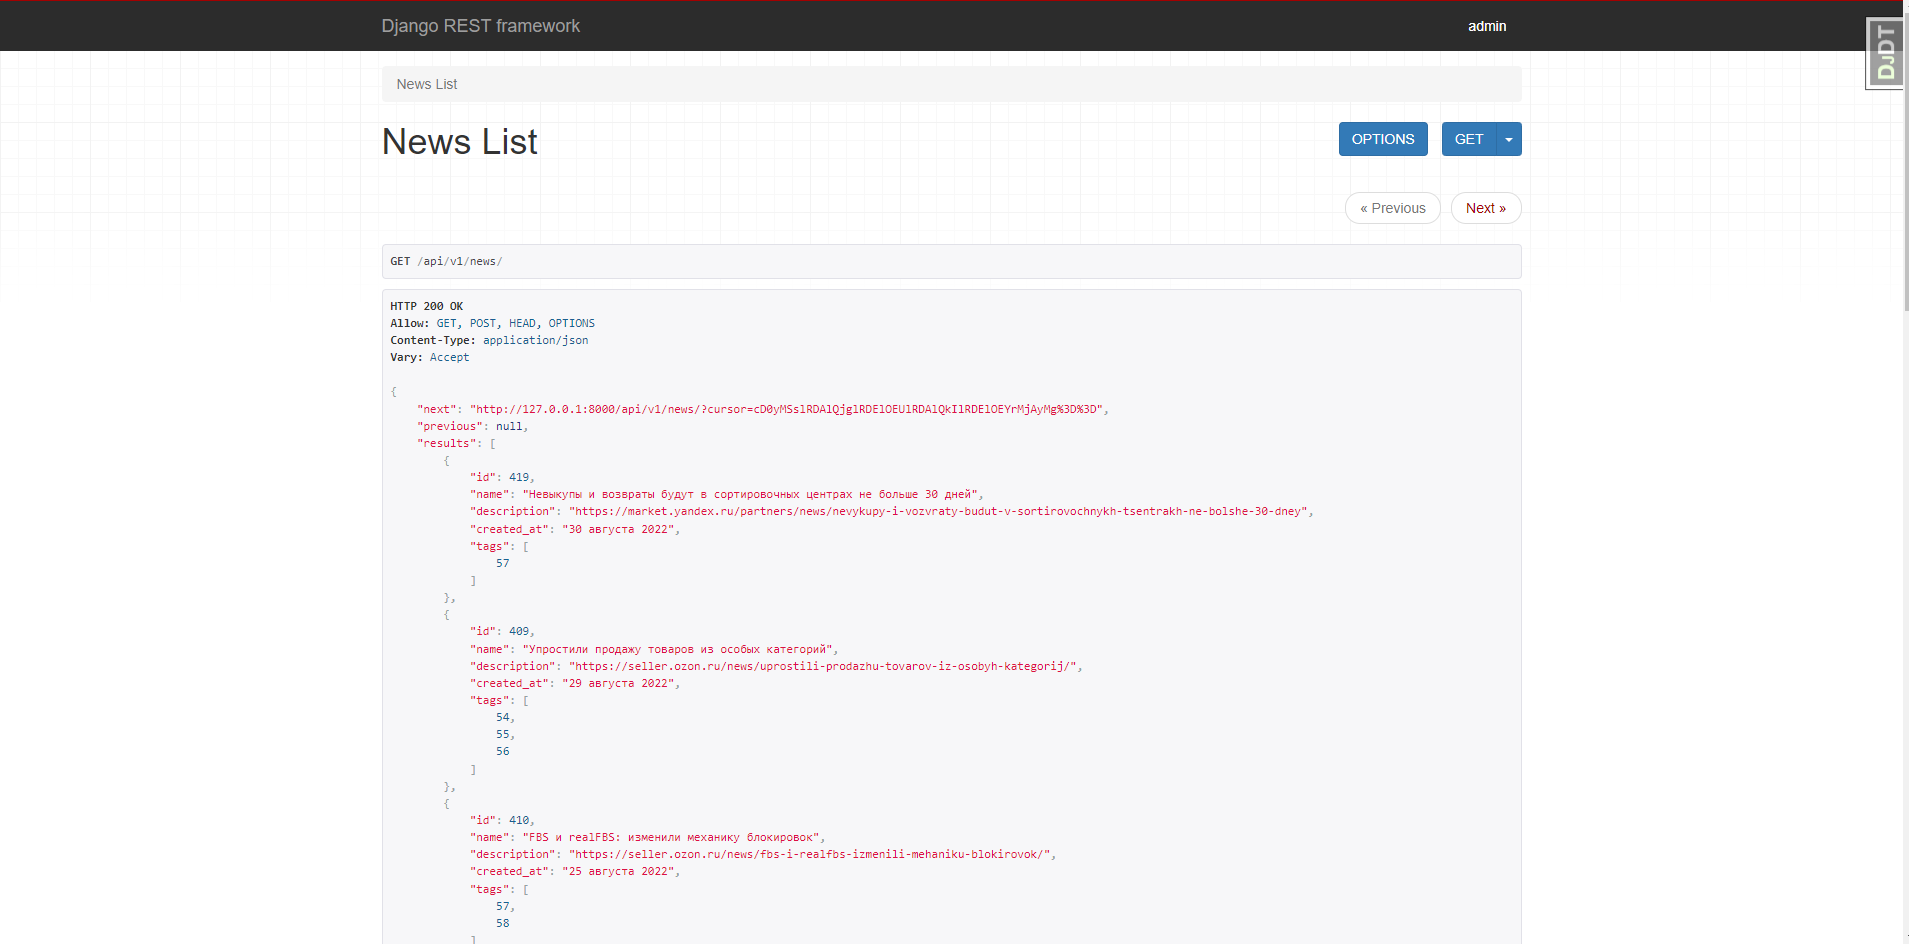 Django REST framework
admin
DJDT
News List
News List
OPTIONS
GET
« Previous
Next »
GET /api/v1/news/
HTTP 200 OK
Allow: GET, POST, HEAD, OPTIONS
Content-Type: application/json
Vary: Accept
{
"next": "http://127.0.0.1:8000/api/v1/news/?cursor=cD0yMSslRDAlQjglRDElOEUlRDAlQkIlRDElOEYrMjAyMg%3D%3D",
"previous": null,
"results": [
{
"id": 419,
"name": "Невыкупы и возвраты будут в сортировочных центрах не больше 30 дней",
"description": "https://market.yandex.ru/partners/news/nevykupy-i-vozvraty-budut-v-sortirovochnykh-tsentrakh-ne-bolshe-30-dney",
"created_at": "30 августа 2022",
"tags": [
57
]
},
{
"id": 409,
"name": "Упростили продажу товаров из особых категорий",
"description": "https://seller.ozon.ru/news/uprostili-prodazhu-tovarov-iz-osobyh-kategorij/",
"created_at": "29 августа 2022",
"tags": [
54,
55,
56
]
},
{
"id": 410,
"name": "FBS и realFBS: изменили механику блокировок",
"description": "https://seller.ozon.ru/news/fbs-i-realfbs-izmenili-mehaniku-blokirovok/",
"created_at": "25 августа 2022",
"tags": [
57,
58
]